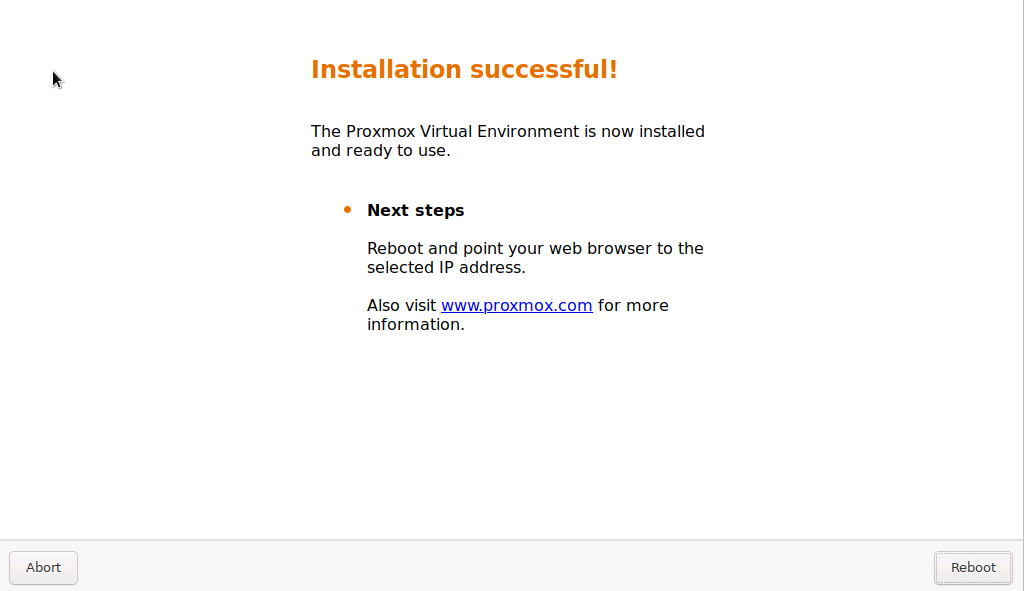 Installation successful!
The Proxmox Virtual Environment is now installed
and ready to use.
Next steps
Reboot and point your web browser to the
selected IP address.
Also visit www.proxmox.com for more
information.
Abort
Reboot